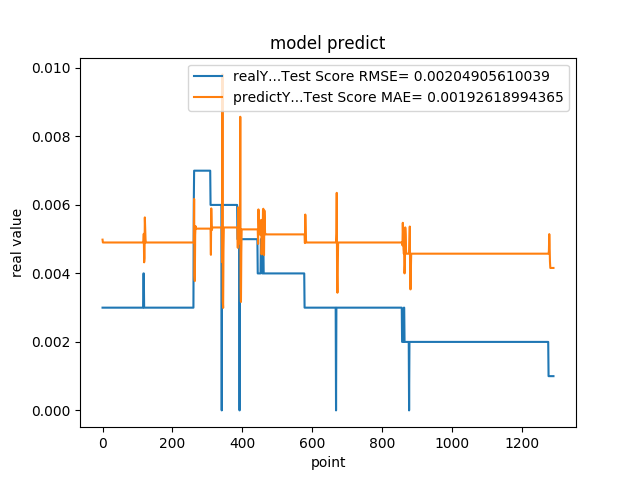 model predict
realY...Test Score RMSE= 0.00204905610039
predictY...Test Score MAE= 0.00192618994365
real value
0.010
0.008
0.006
0.004
0.002
0.000
0 200 400 600 800 1000 1200
point